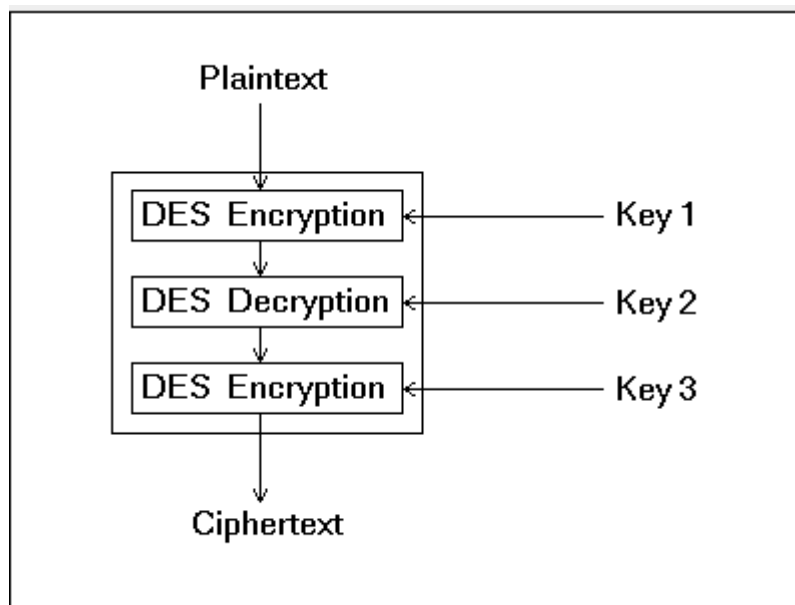 Plaintext
DES Encryption
Key 1
DES Decryption
Key 2
DES Encryption
Key 3
Ciphertext